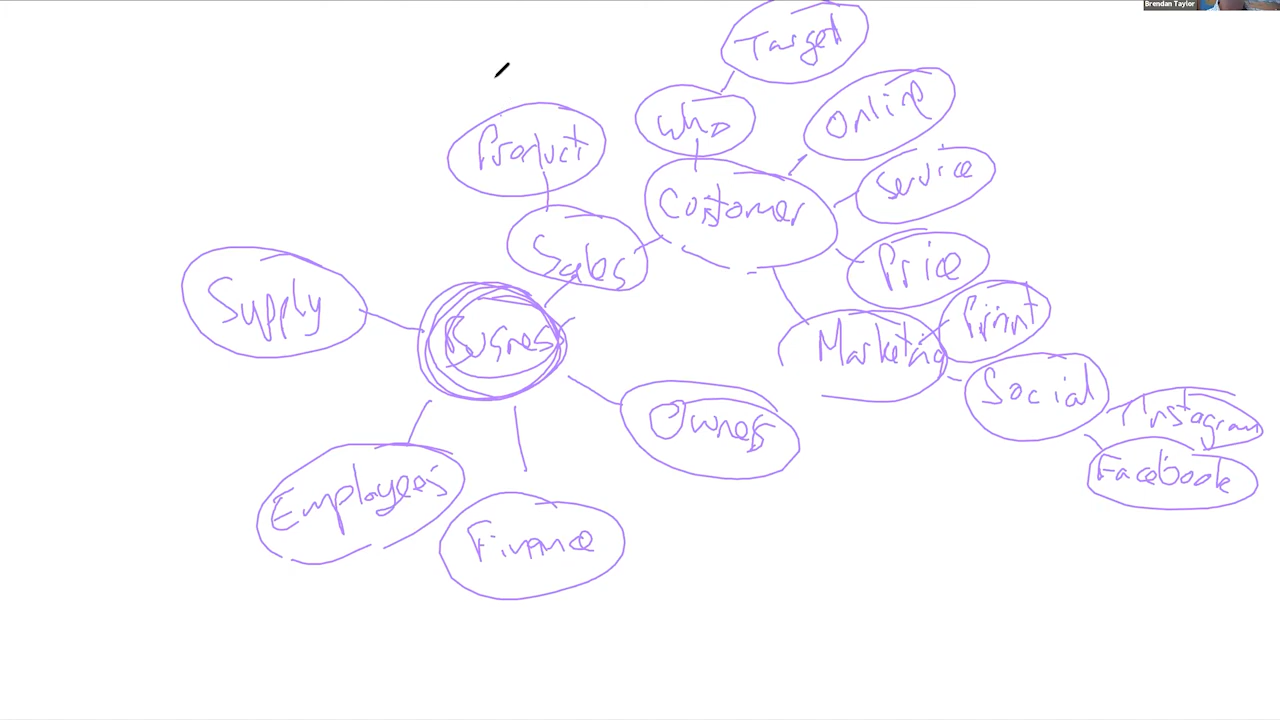 Brendan Taylor
Target
Who
Online
Product
Service
Customer
Sales
Price
Supply
Business
Marketing
Print
Social
Owners
Instagram
Facebook
Employees
Finance